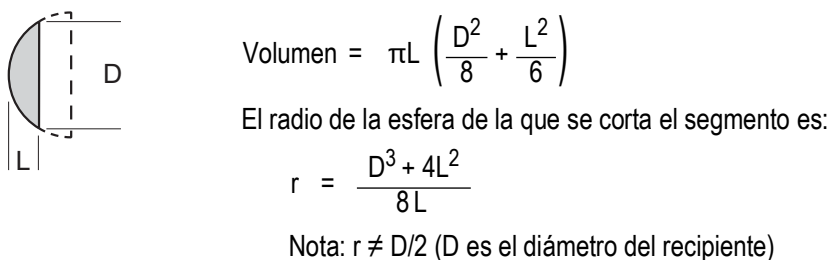 D
L
Volumen = πL (D²/8 + L²/6)
El radio de la esfera de la que se corta el segmento es:
r = D³ + 4L²/8L
Nota: r ≠ D/2 (D es el diámetro del recipiente)